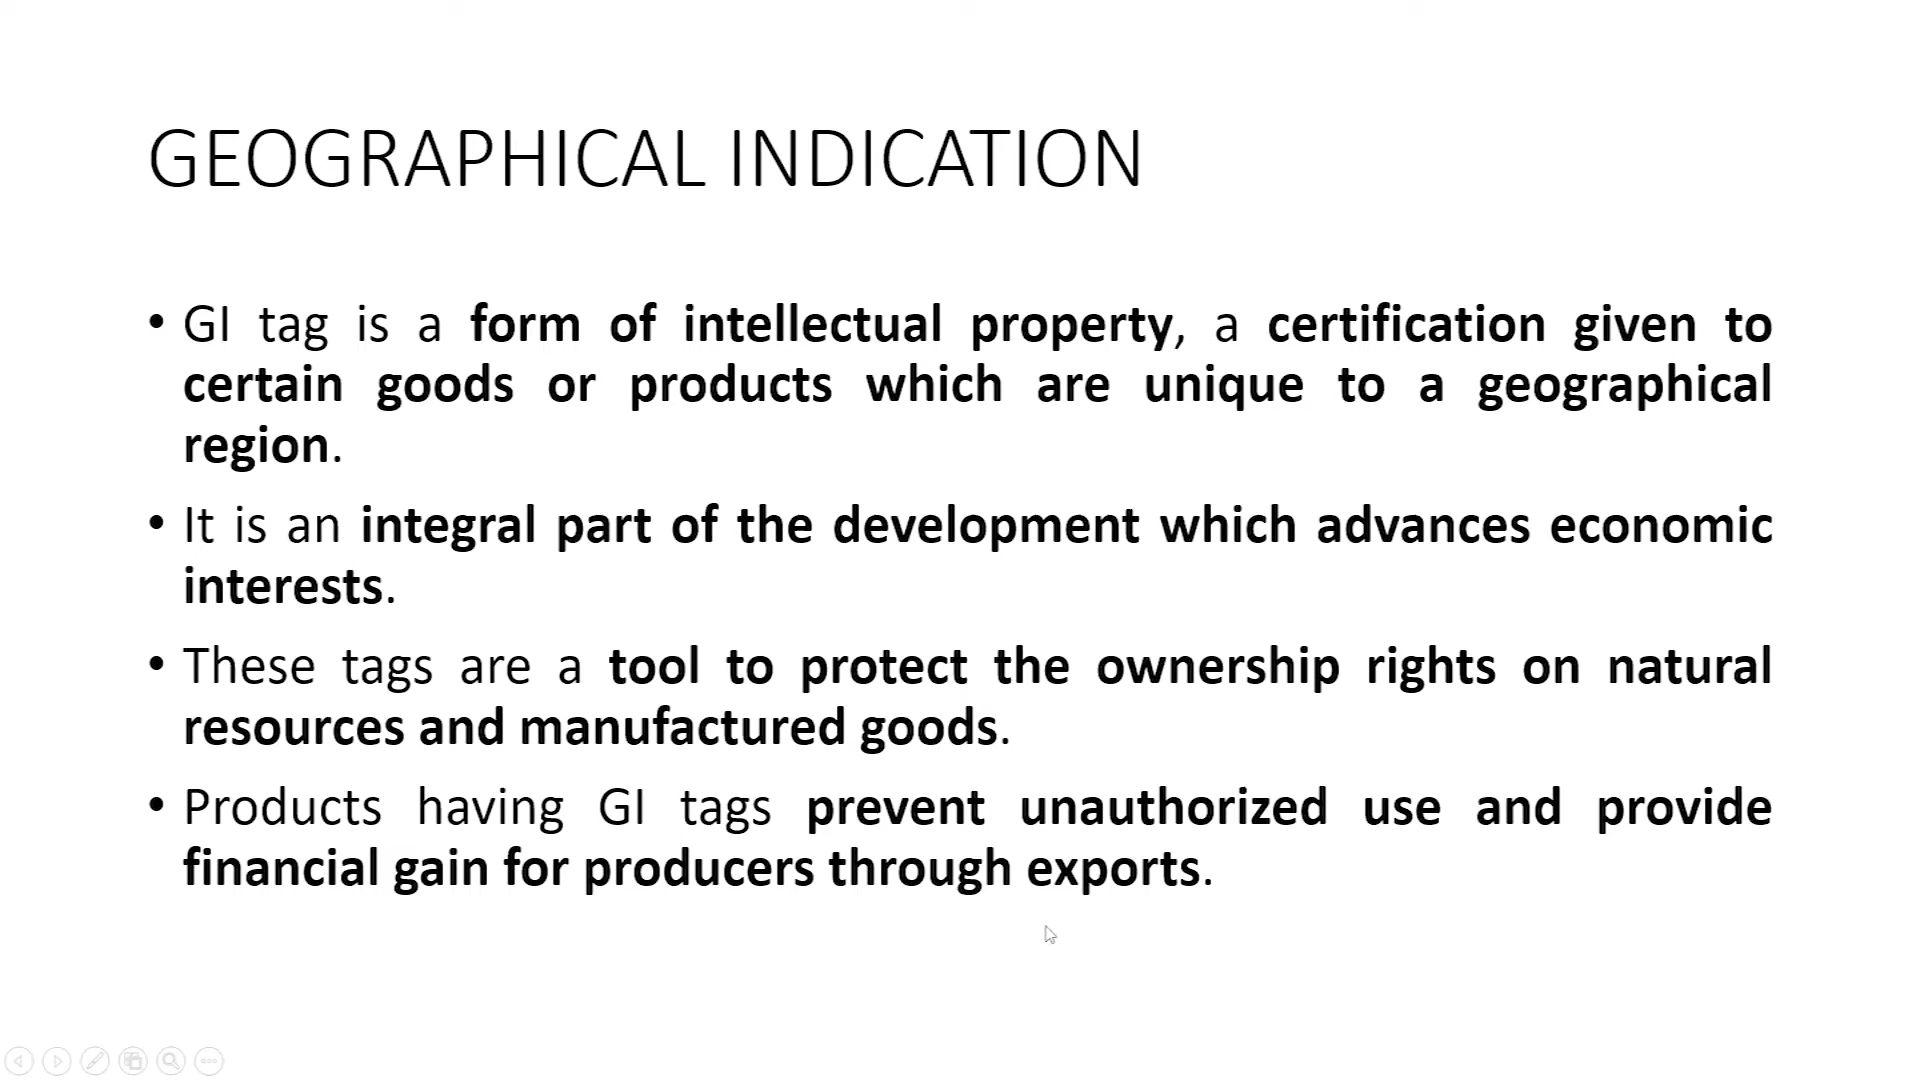 GEOGRAPHICAL INDICATION
• GI tag is a form of intellectual property, a certification given to
certain goods or products which are unique to a geographical
region.
• It is an integral part of the development which advances economic
interests.
• These tags are a tool to protect the ownership rights on natural
resources and manufactured goods.
• Products having GI tags prevent unauthorized use and provide
financial gain for producers through exports.